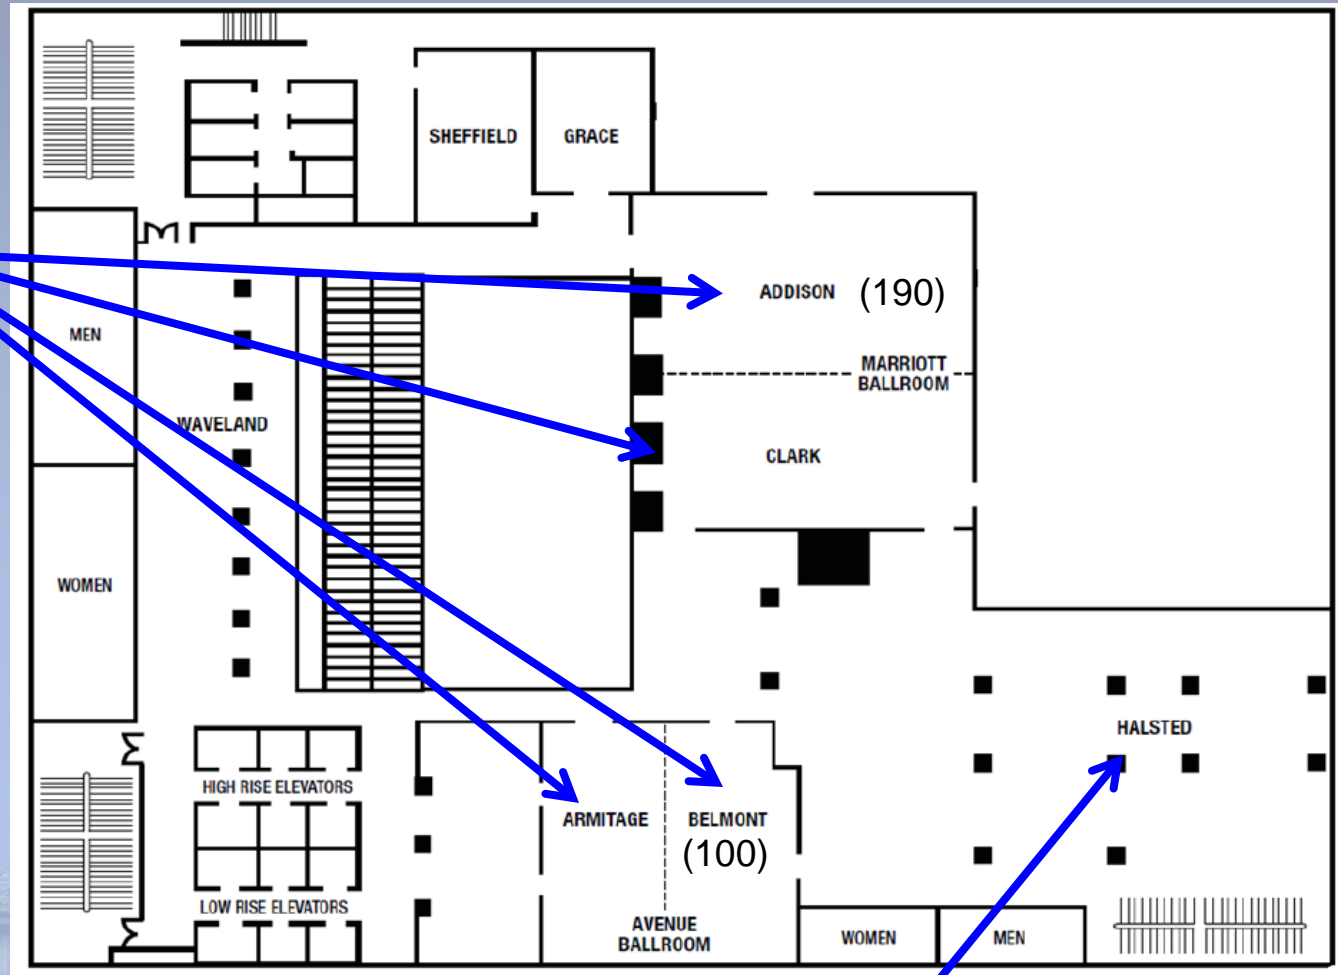 SHEFFIELD
GRACE
ADDISON (190)
MEN
MARRIOTT
BALLROOM
WAVELAND
CLARK
WOMEN
HALSTED
HIGH RISE ELEVATORS
ARMITAGE
BELMONT
(100)
LOW RISE ELEVATORS
AVENUE
BALLROOM
WOMEN
MEN